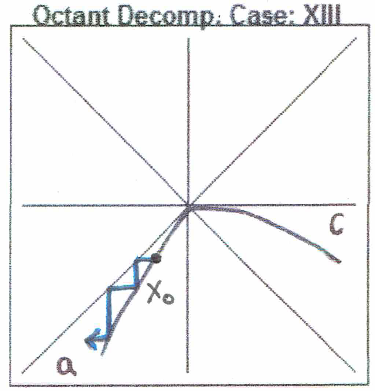 Octant Decomp. Case: XIII
C
X₀
a